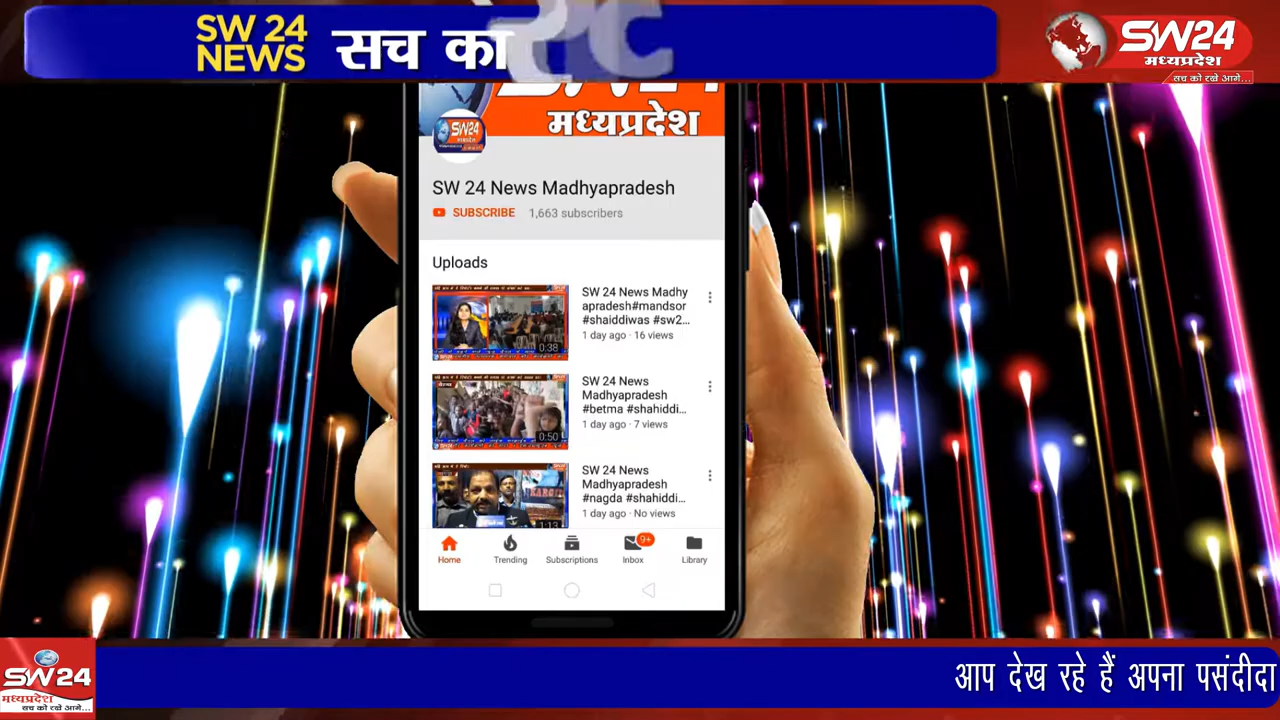 SW 24
NEWS
सच का
SW24
मध्यप्रदेश
सच को रखे आगे...
मध्यप्रदेश
SW24
SW 24 News Madhyapradesh
SUBSCRIBE 1,663 subscribers
Uploads
SW 24 News Madhy
apradesh#mandsor
#shaiddiwas #sw2...
1 day ago · 16 views
0:38
SW 24 News
Madhyapradesh
#betma #shahiddi...
1 day ago · 7 views
0:50
SW 24 News
Madhyapradesh
#nagda #shahiddi...
1 day ago · No views
1:13
9+
Home Trending Subscriptions Inbox Library
SW24
मध्यप्रदेश
सच को रखे आगे...
आप देख रहे हैं अपना पसंदीदा